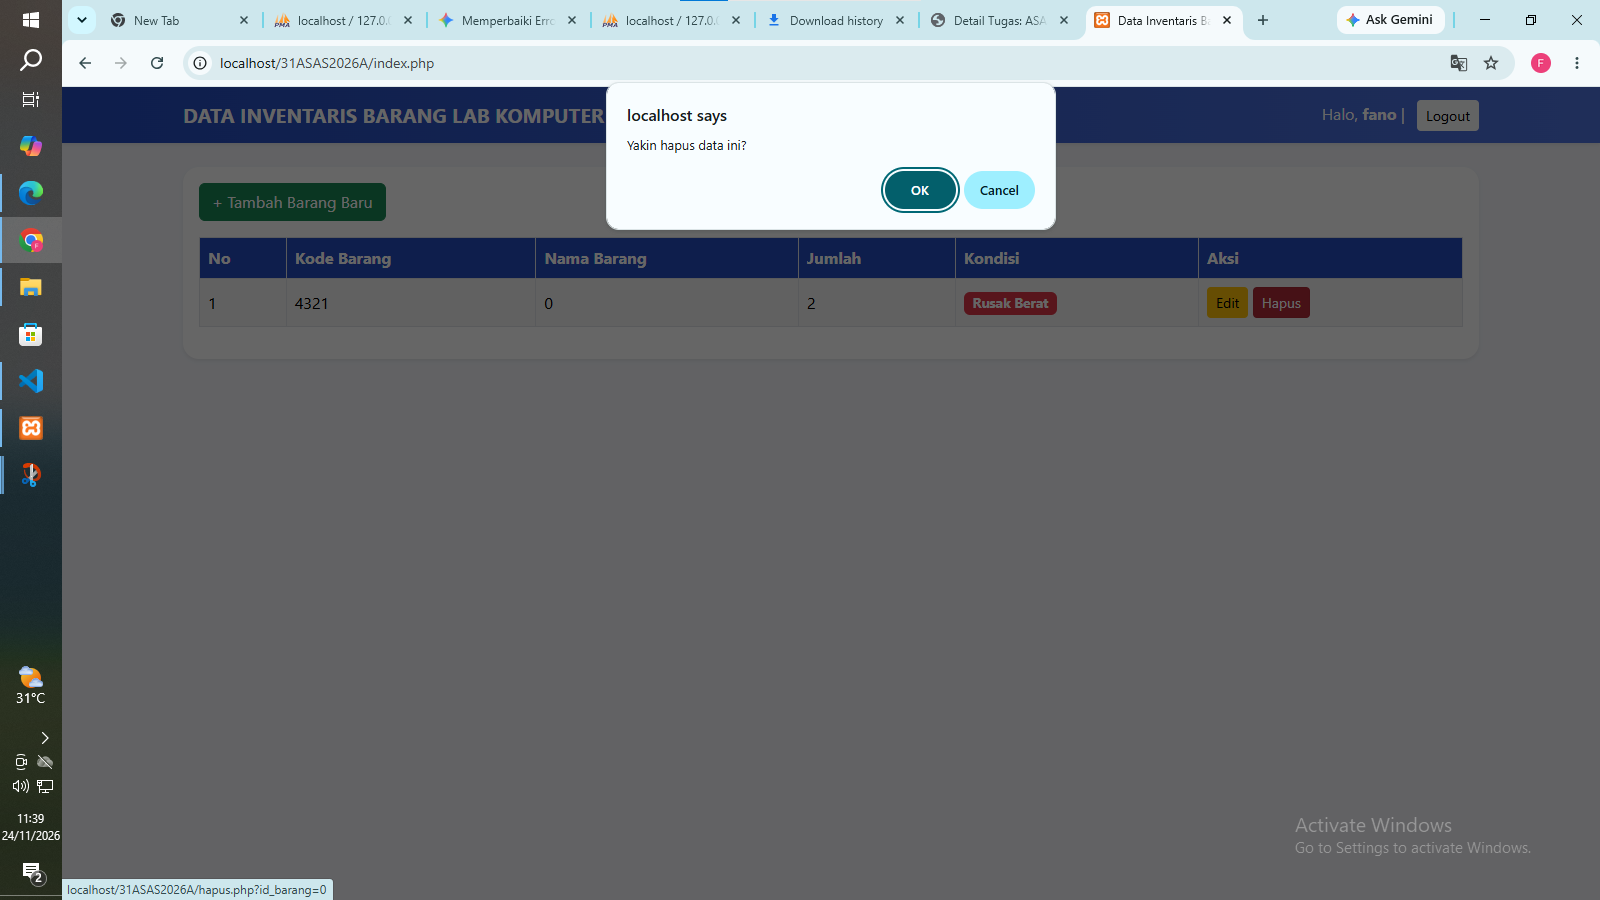 New Tab
localhost / 127.0.
Memperbaiki Erro
localhost / 127.0.
Download history
Detail Tugas: ASA
Data Inventaris Ba
Ask Gemini
localhost/31ASAS2026A/index.php
F
DATA INVENTARIS BARANG LAB KOMPUTER
Halo, fano |
Logout
localhost says
Yakin hapus data ini?
OK
Cancel
+ Tambah Barang Baru
No Kode Barang Nama Barang Jumlah Kondisi Aksi
1 4321 0 2 Rusak Berat Edit Hapus
31°C
11:39
24/11/2026
2
Activate Windows
Go to Settings to activate Windows.
localhost/31ASAS2026A/hapus.php?id_barang=0